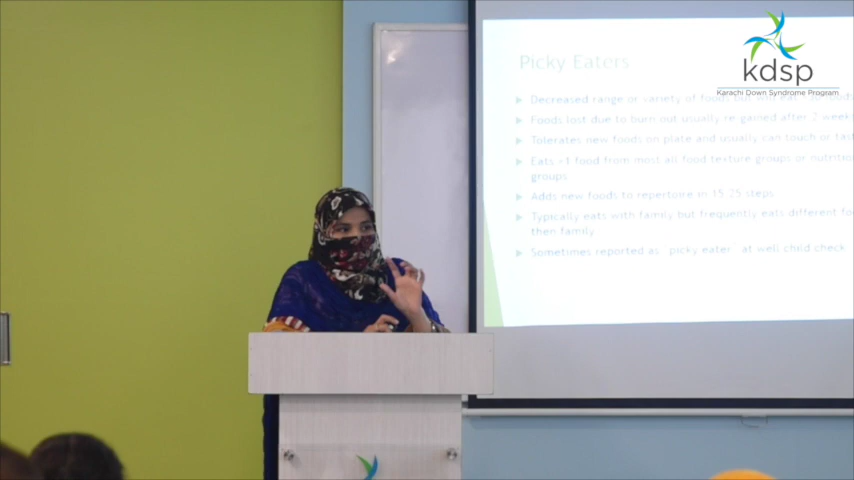 kdsp
Karachi Down Syndrome Program
Picky Eaters
Decreased range or variety of foods but will eat
Foods lost due to burn out usually re-gained after 2 weeks
Tolerates new foods on plate and usually can touch or tas
Eats ~1 food from most all food texture groups or nutrition
groups
Adds new foods to repertoire in 15-25 steps
Typically eats with family but frequently eats different fo
then family
Sometimes reported as picky eater at well child check